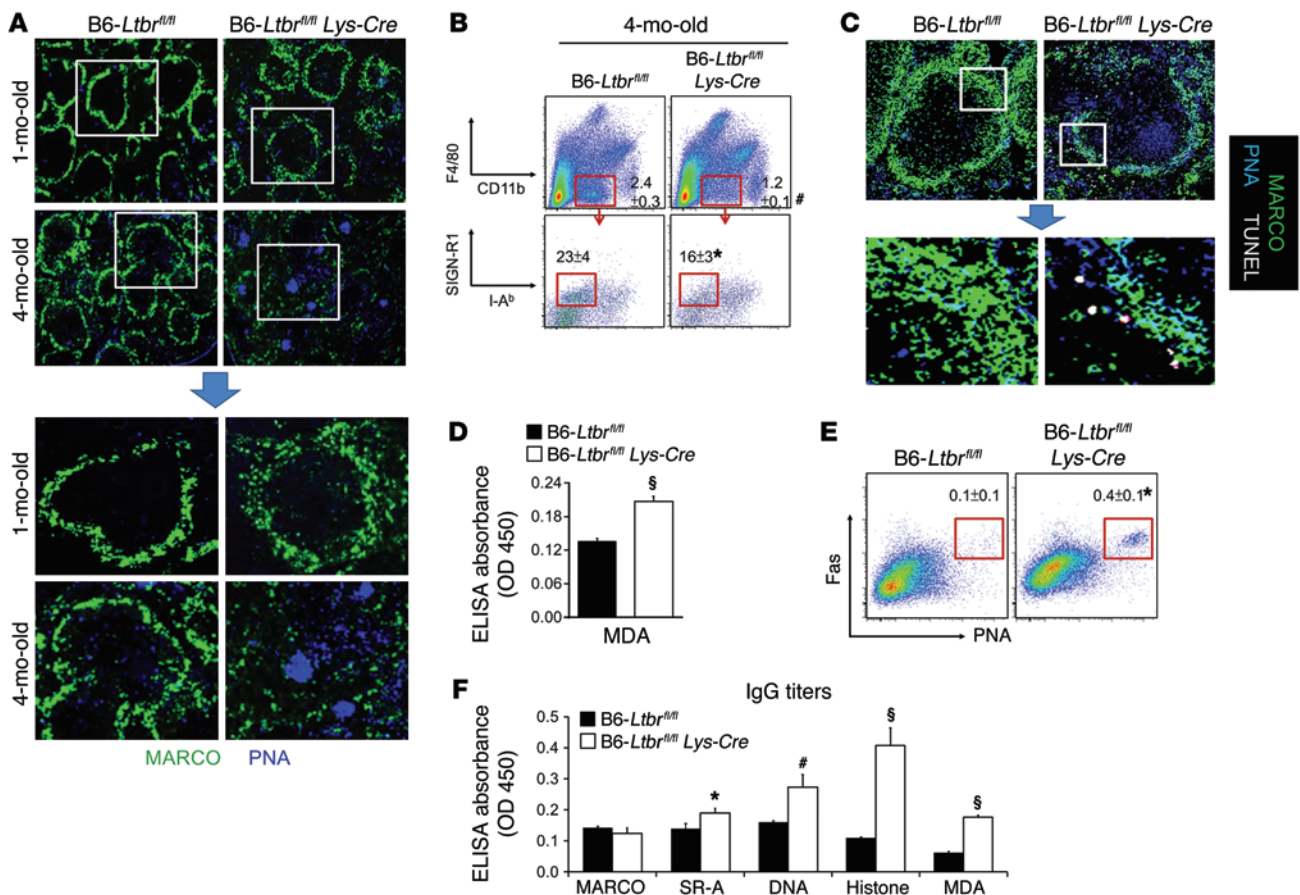 A
B6-Ltbrfl/fl
B6-Ltbrfl/fl Lys-Cre
1-mo-old
4-mo-old
1-mo-old
4-mo-old
MARCO PNA
B
4-mo-old
B6-Ltbrfl/fl
B6-Ltbrfl/fl
Lys-Cre
F4/80
CD11b
2.4
±0.3
1.2
±0.1 #
SIGN-R1
I-Ab
23±4
16±3*
C
B6-Ltbrfl/fl
B6-Ltbrfl/fl Lys-Cre
MARCO
PNA TUNEL
D
B6-Ltbrfl/fl
B6-Ltbrfl/fl Lys-Cre
ELISA absorbance
(OD 450)
0.24
0.18
0.12
0.06
0.00
§
MDA
E
B6-Ltbrfl/fl
B6-Ltbrfl/fl
Lys-Cre
0.1±0.1
0.4±0.1*
Fas
PNA
F
IgG titers
B6-Ltbrfl/fl
B6-Ltbrfl/fl Lys-Cre
ELISA absorbance
(OD 450)
0.5
0.4
0.3
0.2
0.1
0.0
* # § §
MARCO SR-A DNA Histone MDA